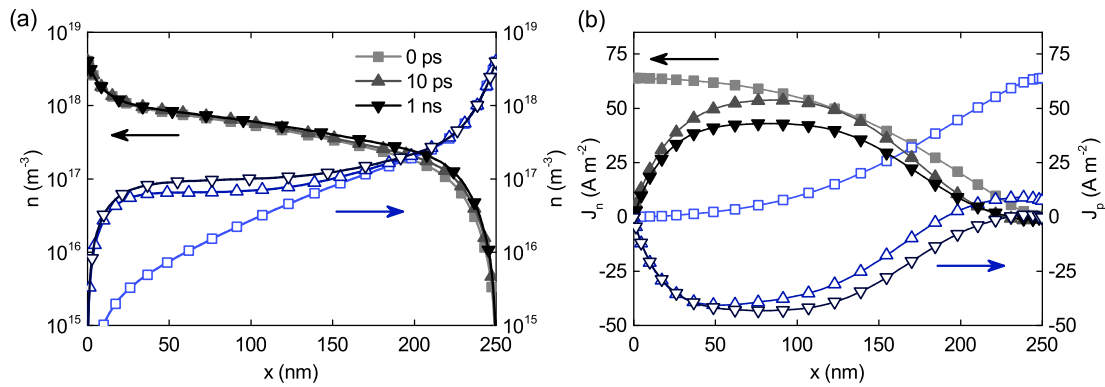 (a)
10^19
10^18
10^17
10^16
10^15
n (m^-3)
0 ps
10 ps
1 ns
10^19
10^18
10^17
10^16
10^15
n (m^-3)
0 50 100 150 200 250
x (nm)
(b)
75
50
25
0
-25
-50
J_n (A m^-2)
75
50
25
0
-25
-50
J_p (A m^-2)
0 50 100 150 200 250
x (nm)